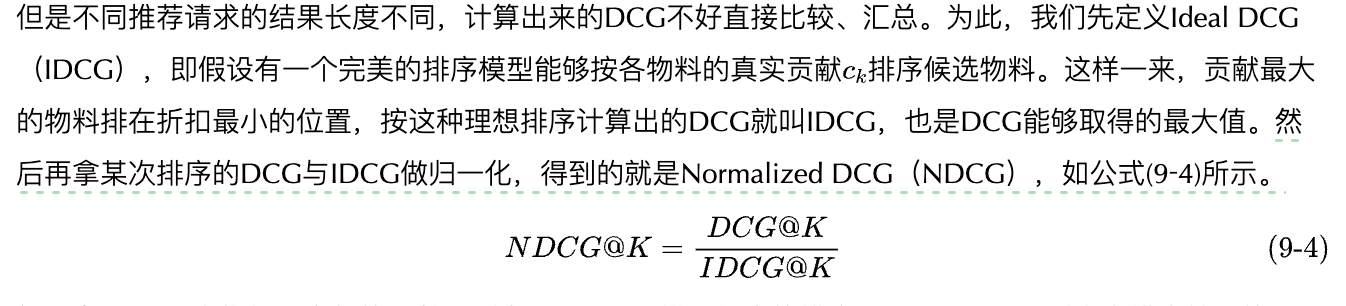 但是不同推荐请求的结果长度不同，计算出来的DCG不好直接比较、汇总。为此，我们先定义Ideal DCG
（IDCG），即假设有一个完美的排序模型能够按各物料的真实贡献c_k排序候选物料。这样一来，贡献最大
的物料排在折扣最小的位置，按这种理想排序计算出的DCG就叫IDCG，也是DCG能够取得的最大值。然
后再拿某次排序的DCG与IDCG做归一化，得到的就是Normalized DCG（NDCG），如公式(9-4)所示。
NDCG@K = DCG@K / IDCG@K (9-4)